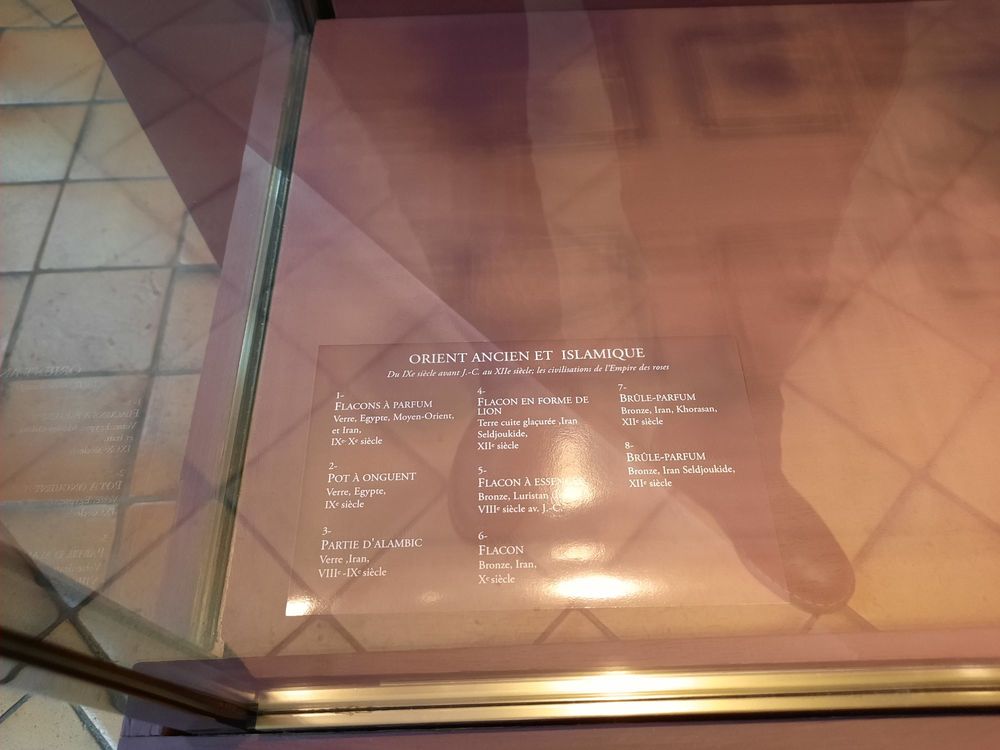 ORIENT ANCIEN ET ISLAMIQUE
Du IXe siècle avant J.-C. au XIIe siècle; les civilisations de l'Empire des roses
1-
FLACONS À PARFUM
Verre, Egypte, Moyen-Orient,
et Iran,
IXe- Xe siècle
2-
POT À ONGUENT
Verre, Egypte,
IXe siècle
3-
PARTIE D'ALAMBIC
Verre ,Iran,
VIIIe -IXe siècle
4-
FLACON EN FORME DE
LION
Terre cuite glaçurée ,Iran
Seldjoukide,
XIIe siècle
5-
FLACON À ESSENCES
Bronze, Luristan
VIIIe siècle av. J.-C.
6-
FLACON
Bronze, Iran,
Xe siècle
7-
BRÛLE-PARFUM
Bronze, Iran, Khorasan,
XIIe siècle
8-
BRÛLE-PARFUM
Bronze, Iran Seldjoukide,
XIIe siècle